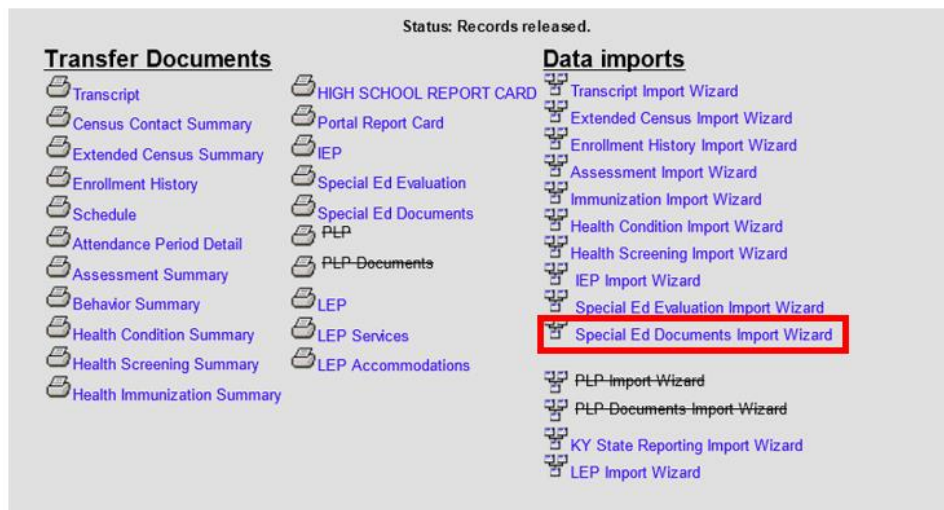 Status: Records released.
Transfer Documents
Transcript
Census Contact Summary
Extended Census Summary
Enrollment History
Schedule
Attendance Period Detail
Assessment Summary
Behavior Summary
Health Condition Summary
Health Screening Summary
Health Immunization Summary
HIGH SCHOOL REPORT CARD
Portal Report Card
IEP
Special Ed Evaluation
Special Ed Documents
PLP
PLP Documents
LEP
LEP Services
LEP Accommodations
Data imports
Transcript Import Wizard
Extended Census Import Wizard
Enrollment History Import Wizard
Assessment Import Wizard
Immunization Import Wizard
Health Condition Import Wizard
Health Screening Import Wizard
IEP Import Wizard
Special Ed Evaluation Import Wizard
Special Ed Documents Import Wizard
PLP Import Wizard
PLP Documents Import Wizard
KY State Reporting Import Wizard
LEP Import Wizard